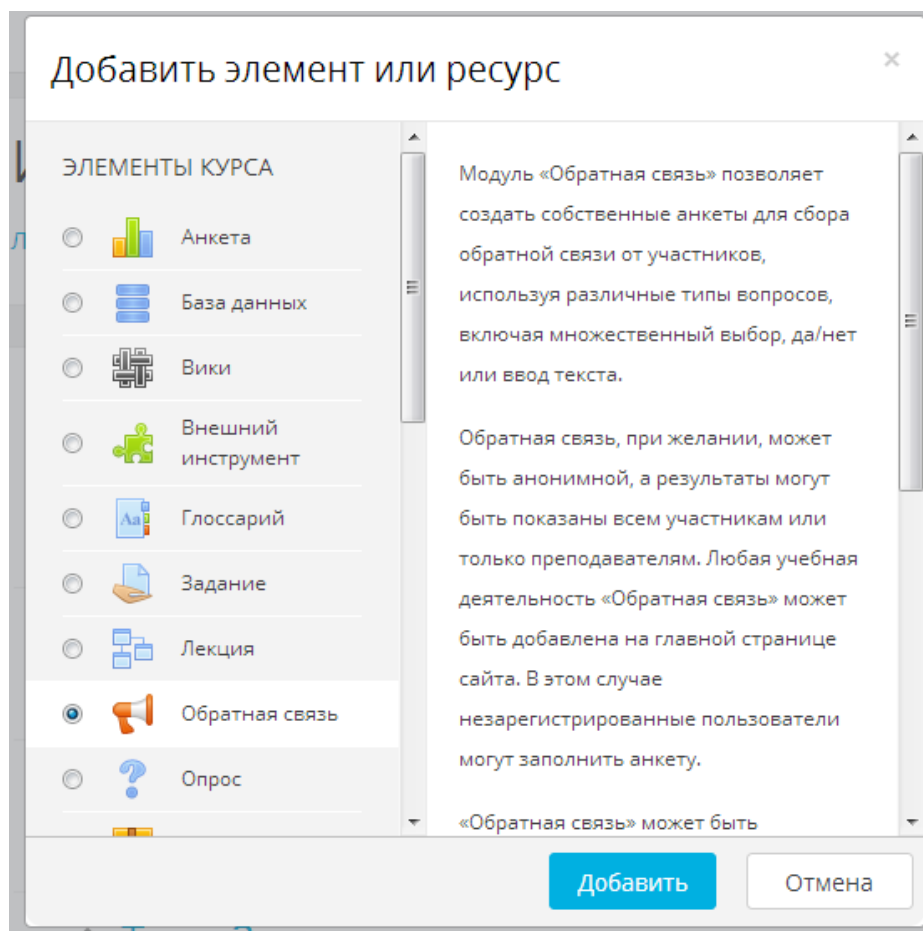 Добавить элемент или ресурс
×
ЭЛЕМЕНТЫ КУРСА
Анкета
База данных
Вики
Внешний
инструмент
Aa
Глоссарий
Задание
Лекция
Обратная связь
Опрос
Модуль «Обратная связь» позволяет
создать собственные анкеты для сбора
обратной связи от участников,
используя различные типы вопросов,
включая множественный выбор, да/нет
или ввод текста.
Обратная связь, при желании, может
быть анонимной, а результаты могут
быть показаны всем участникам или
только преподавателям. Любая учебная
деятельность «Обратная связь» может
быть добавлена на главной странице
сайта. В этом случае
незарегистрированные пользователи
могут заполнить анкету.
«Обратная связь» может быть
Добавить
Отмена